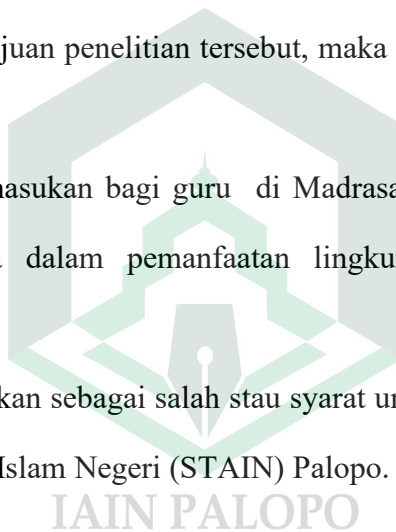 juan penelitian tersebut, maka
nasukan bagi guru di Madrasa
dalam pemanfaatan lingku
kan sebagai salah stau syarat u
Islam Negeri (STAIN) Palopo.
IAIN PALOPO